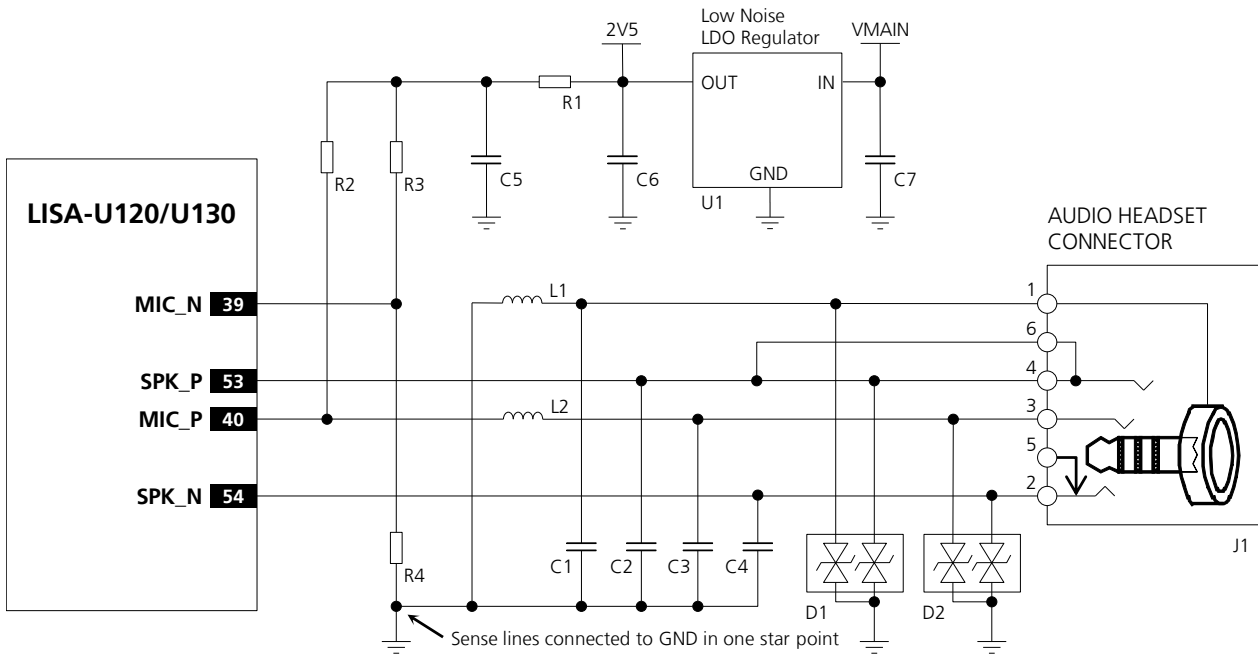 Low Noise
LDO Regulator
2V5
VMAIN
OUT
IN
GND
U1
R1
R2
R3
C5
C6
C7
LISA-U120/U130
AUDIO HEADSET
CONNECTOR
MIC_N 39
L1
1
6
SPK_P 53
4
MIC_P 40
L2
3
5
SPK_N 54
2
J1
R4
C1
C2
C3
C4
D1
D2
Sense lines connected to GND in one star point